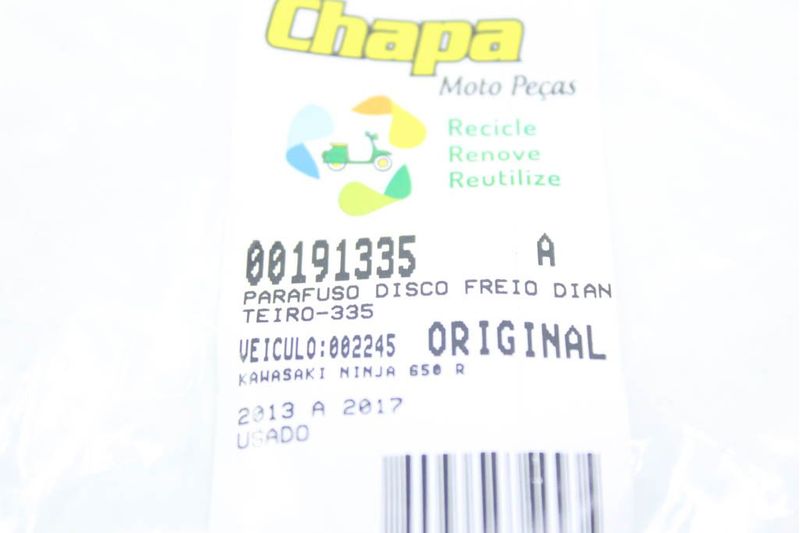 Chapa
Moto Peças
Recicle
Renove
Reutilize
00191335 A
PARAFUSO DISCO FREIO DIAN
TEIRO-335
VEICULO:002245 ORIGINAL
KAWASAKI NINJA 650 R
2013 A 2017
USADO